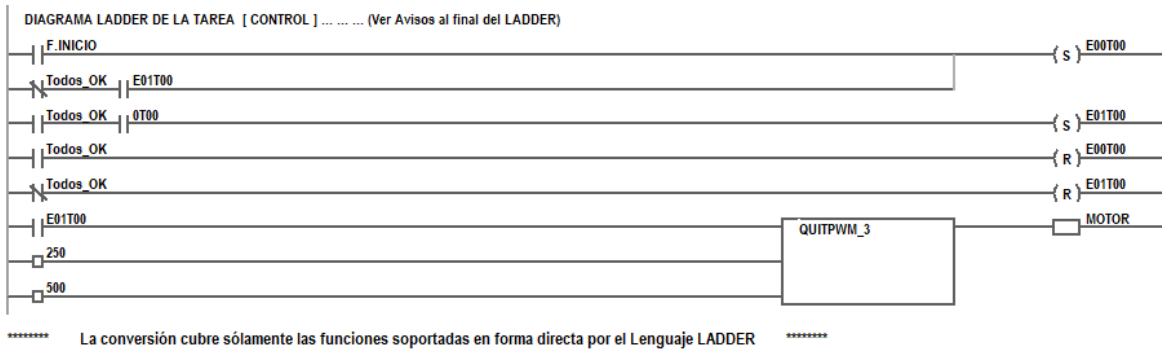 DIAGRAMA LADDER DE LA TAREA [ CONTROL ] ... ... ... (Ver Avisos al final del LADDER)
F.INICIO E00T00
S
Todos_OK E01T00
Todos_OK 0T00 E01T00
S
Todos_OK E00T00
R
Todos_OK E01T00
R
E01T00 QUITPWM_3 MOTOR
250
500
******** La conversión cubre sólamente las funciones soportadas en forma directa por el Lenguaje LADDER ********